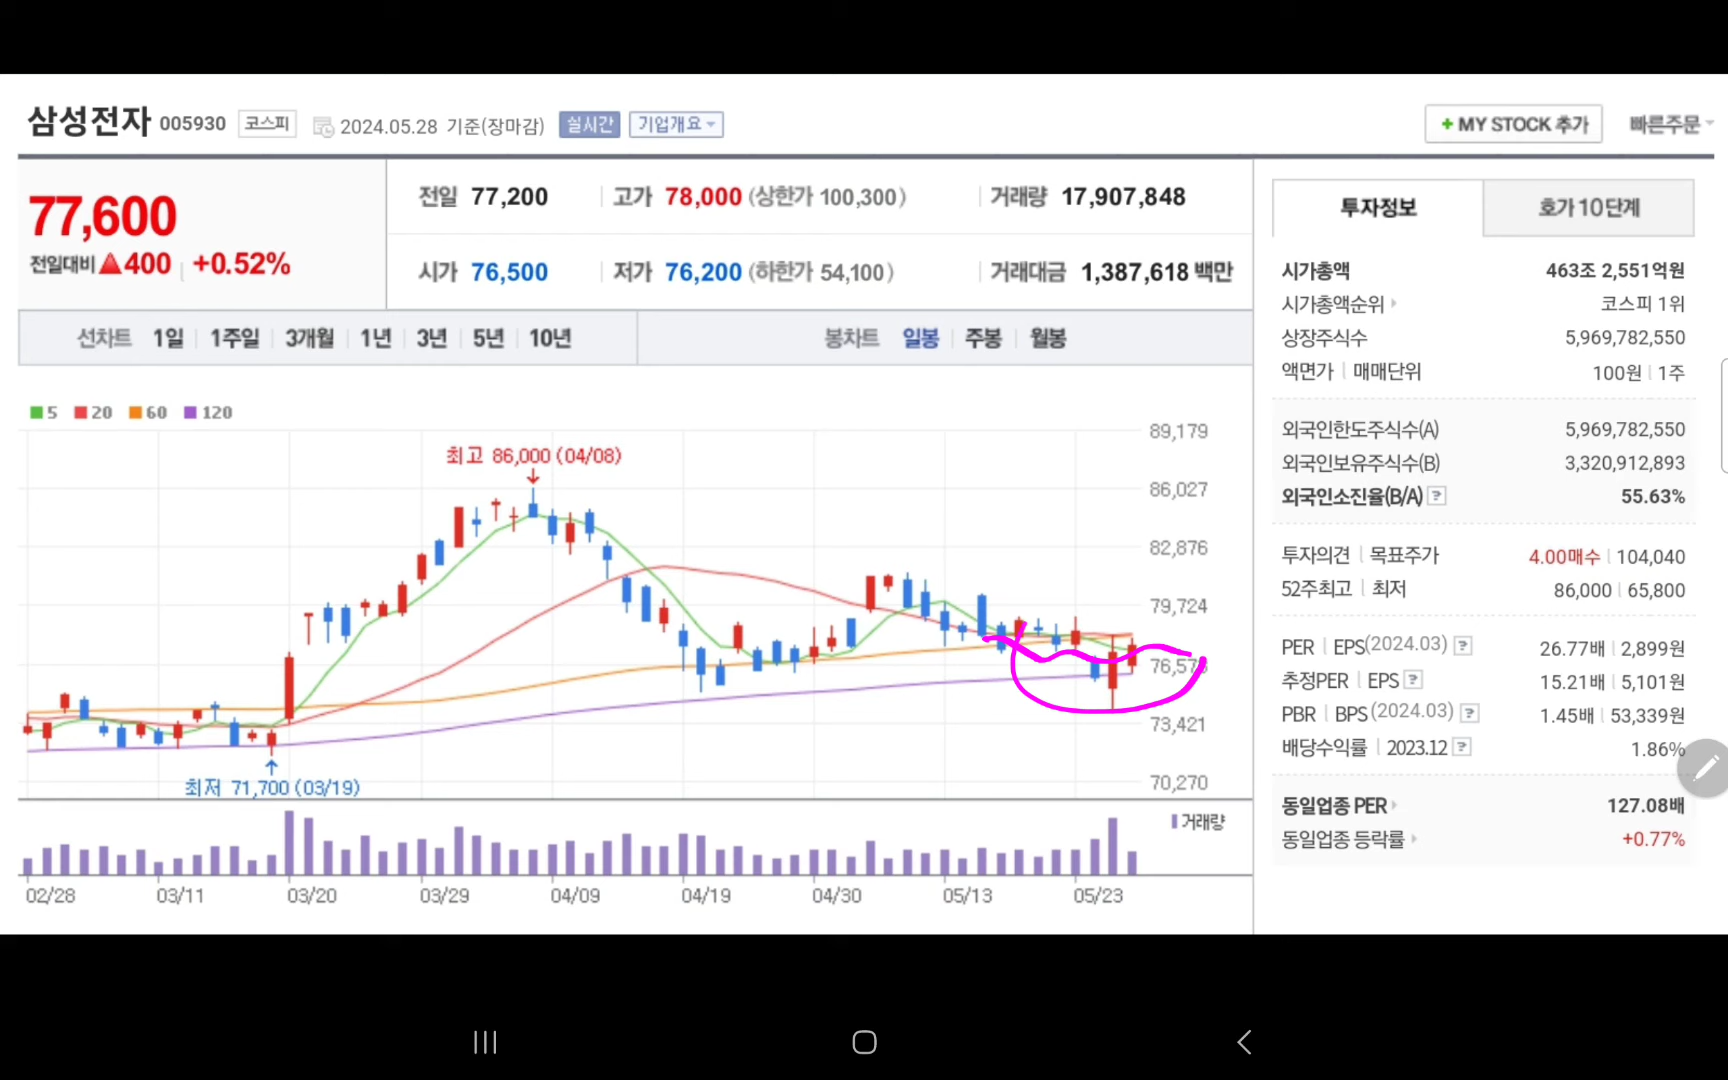 삼성전자 005930 코스피 2024.05.28 기준(장마감) 실시간 기업개요
+ MY STOCK 추가 빠른주문
77,600
전일대비 ▲400 +0.52%
전일 77,200 고가 78,000 (상한가 100,300) 거래량 17,907,848
시가 76,500 저가 76,200 (하한가 54,100) 거래대금 1,387,618 백만
선차트 1일 1주일 3개월 1년 3년 5년 10년 봉차트 일봉 주봉 월봉
5 20 60 120
최고 86,000 (04/08)
최저 71,700 (03/19)
89,179
86,027
82,876
79,724
73,421
70,270
거래량
02/28 03/11 03/20 03/29 04/09 04/19 04/30 05/13 05/23
투자정보 호가 10단계
시가총액 463조 2,551억원
시가총액순위 코스피 1위
상장주식수 5,969,782,550
액면가 매매단위 100원 1주
외국인한도주식수(A) 5,969,782,550
외국인보유주식수(B) 3,320,912,893
외국인소진율(B/A) ? 55.63%
투자의견 목표주가 4.00매수 104,040
52주최고 최저 86,000 65,800
PER EPS(2024.03) ? 26.77배 2,899원
추정PER EPS ? 15.21배 5,101원
PBR BPS(2024.03) ? 1.45배 53,339원
배당수익률 2023.12 ? 1.86%
동일업종 PER 127.08배
동일업종 등락률 +0.77%